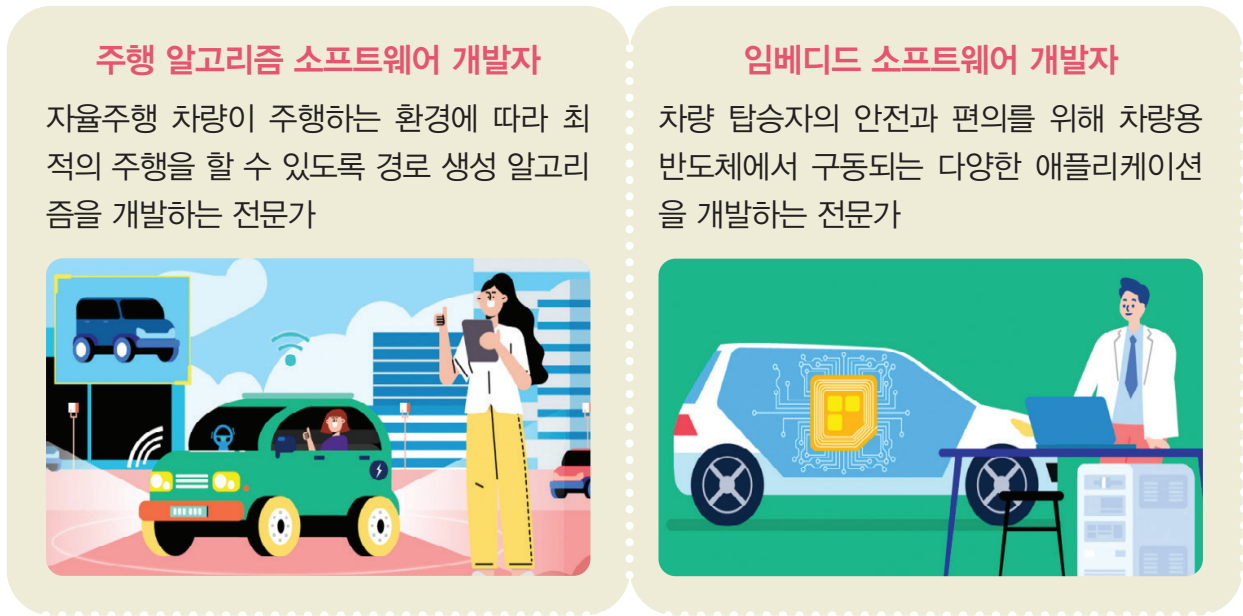 주행 알고리즘 소프트웨어 개발자
자율주행 차량이 주행하는 환경에 따라 최
적의 주행을 할 수 있도록 경로 생성 알고리
즘을 개발하는 전문가
임베디드 소프트웨어 개발자
차량 탑승자의 안전과 편의를 위해 차량용
반도체에서 구동되는 다양한 애플리케이션
을 개발하는 전문가